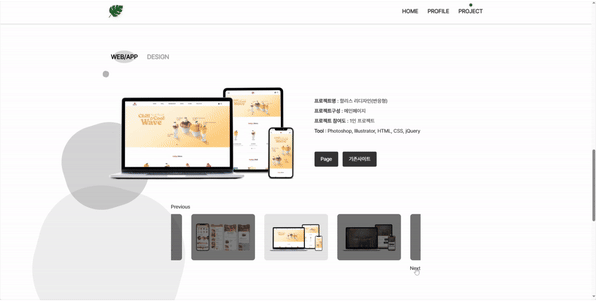 HOME PROFILE PROJECT
WEB/APP DESIGN
프로젝트명 : 팔리스 리디자인(반응형)
프로젝트구성 : 메인페이지
프로젝트 참여도 : 1인 프로젝트
Tool : Photoshop, Illustrator, HTML, CSS, jQuery
Page 기존사이트
Previous
Next